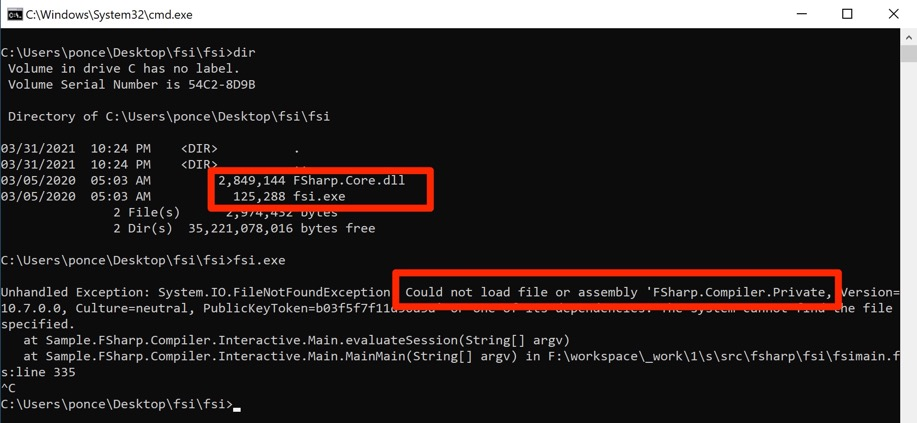 C:\Windows\System32\cmd.exe
C:\Users\ponce\Desktop\fsi\fsi>dir
Volume in drive C has no label.
Volume Serial Number is 54C2-8D9B
Directory of C:\Users\ponce\Desktop\fsi\fsi
03/31/2021 10:24 PM <DIR> .
03/31/2021 10:24 PM <DIR> ..
03/05/2020 05:03 AM 2,849,144 FSharp.Core.dll
03/05/2020 05:03 AM 125,288 fsi.exe
2 File(s) 2,974,432 bytes
2 Dir(s) 35,221,078,016 bytes free
C:\Users\ponce\Desktop\fsi\fsi>fsi.exe
Unhandled Exception: System.IO.FileNotFoundException Could not load file or assembly 'FSharp.Compiler.Private, Version=
10.7.0.0, Culture=neutral, or one of its dependencies. The system cannot find the file
specified.
at Sample.FSharp.Compiler.Interactive.Main.evaluateSession(String[] argv)
at Sample.FSharp.Compiler.Interactive.Main.MainMain(String[] argv) in F:\workspace\_work\1\s\src\fsharp\fsi\fsimain.f
s:line 335
^C
C:\Users\ponce\Desktop\fsi\fsi>